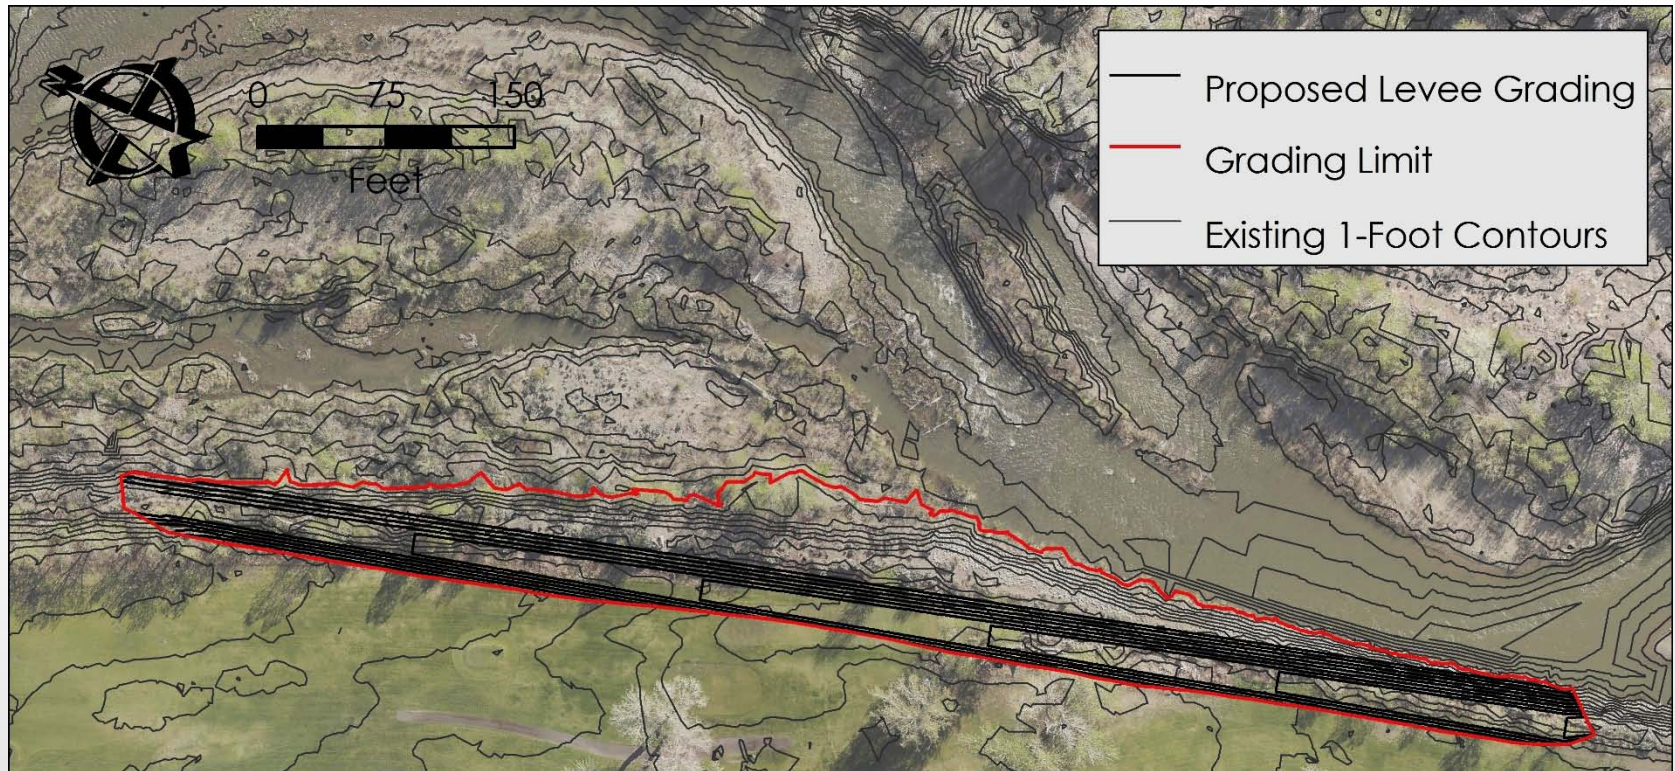 0 75 150
Feet
Proposed Levee Grading
Grading Limit
Existing 1-Foot Contours